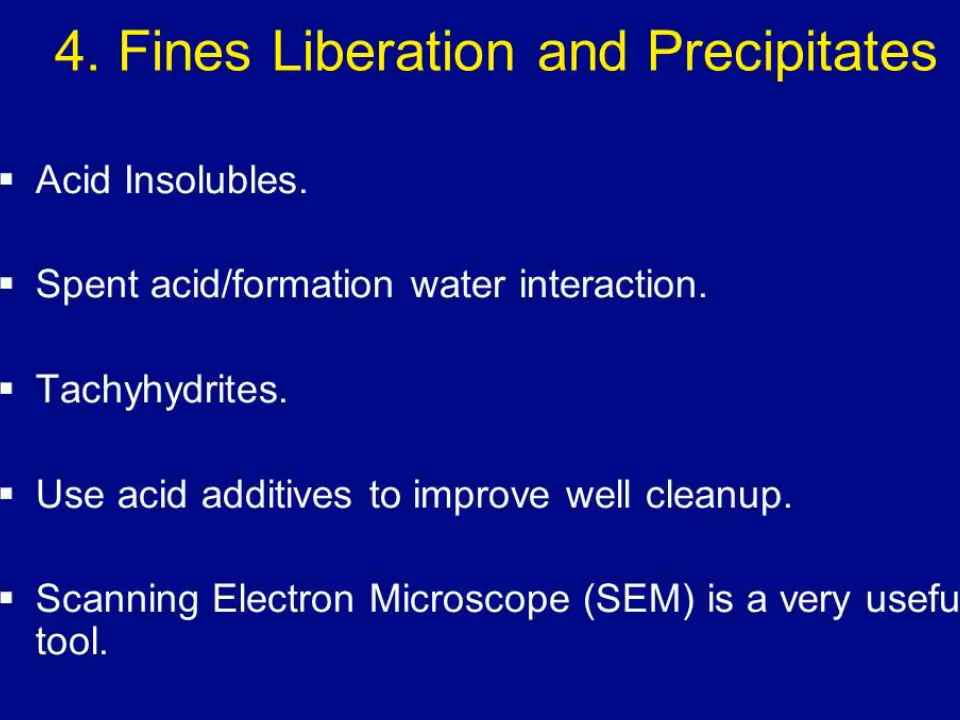 4. Fines Liberation and Precipitates
▪ Acid Insolubles.
▪ Spent acid/formation water interaction.
▪ Tachyhydrites.
▪ Use acid additives to improve well cleanup.
▪ Scanning Electron Microscope (SEM) is a very usefu
tool.